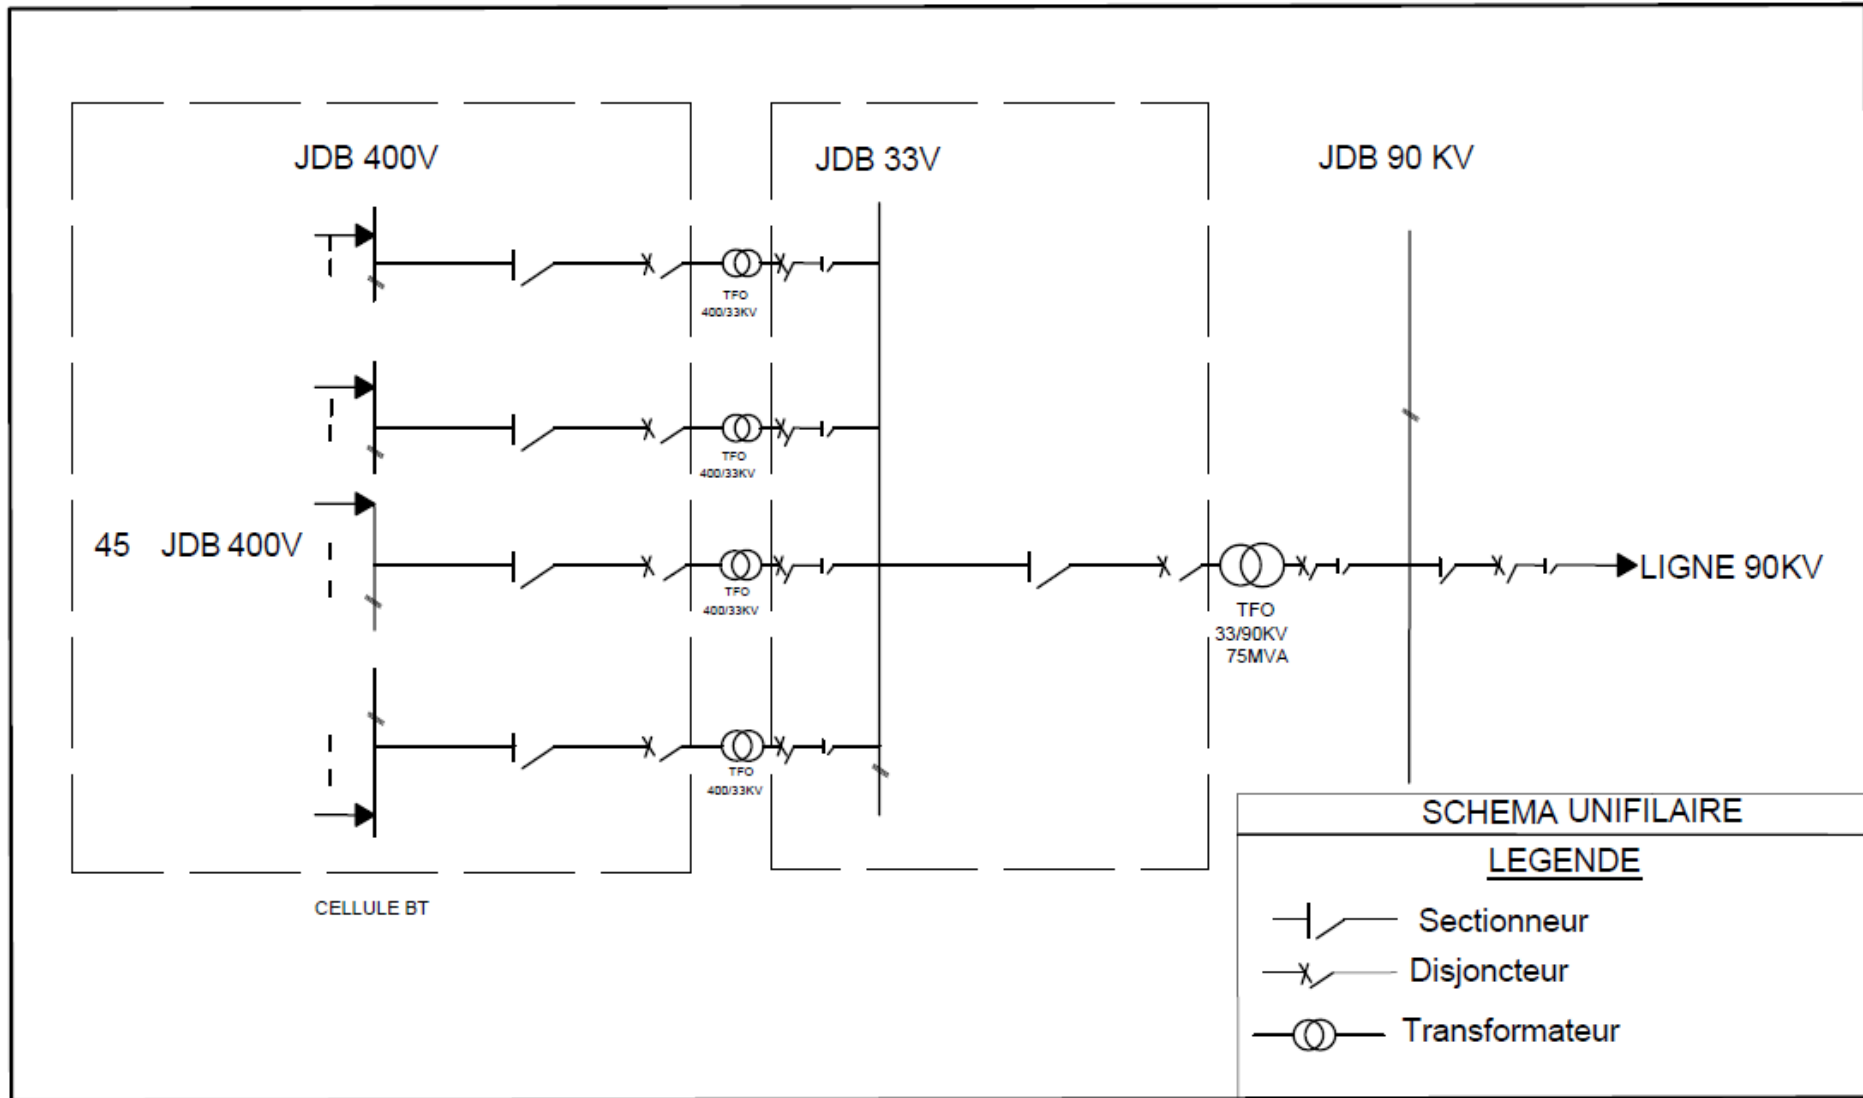 JDB 400V
JDB 33V
JDB 90 KV
TFO
400/33KV
TFO
400/33KV
45 JDB 400V
TFO
400/33KV
LIGNE 90KV
TFO
33/90KV
75MVA
TFO
400/33KV
CELLULE BT
SCHEMA UNIFILAIRE
LEGENDE
Sectionneur
Disjoncteur
Transformateur